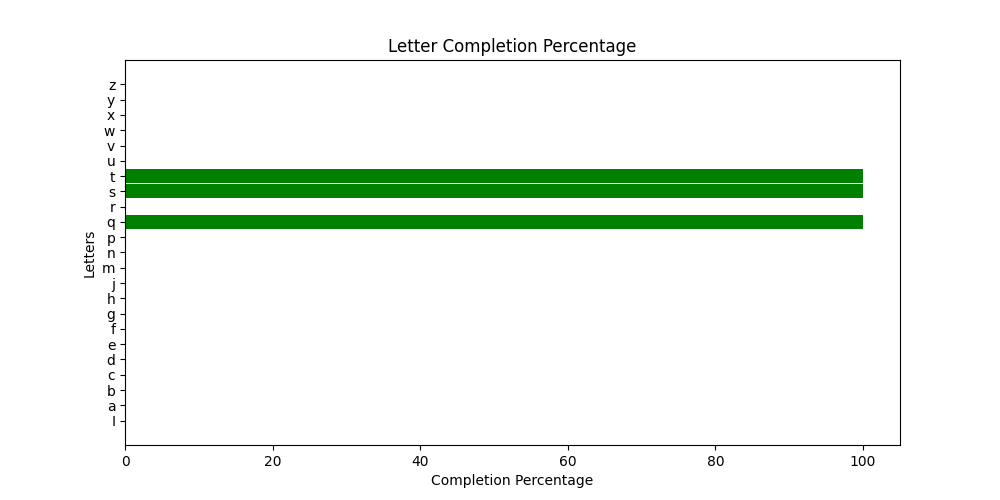 Letter Completion Percentage
z
y
x
w
v
u
t
s
r
q
p
n
m
j
h
g
f
e
d
c
b
a
l
Letters
0 20 40 60 80 100
Completion Percentage